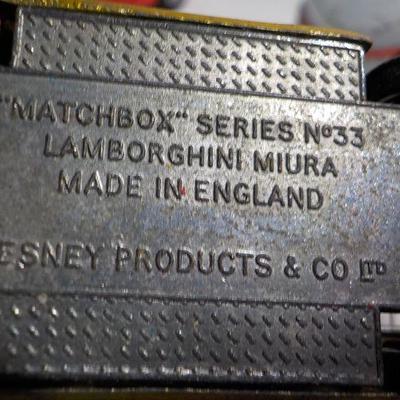 "MATCHBOX" SERIES Nº33
LAMBORGHINI MIURA
MADE IN ENGLAND
ESNEY PRODUCTS & CO LTD